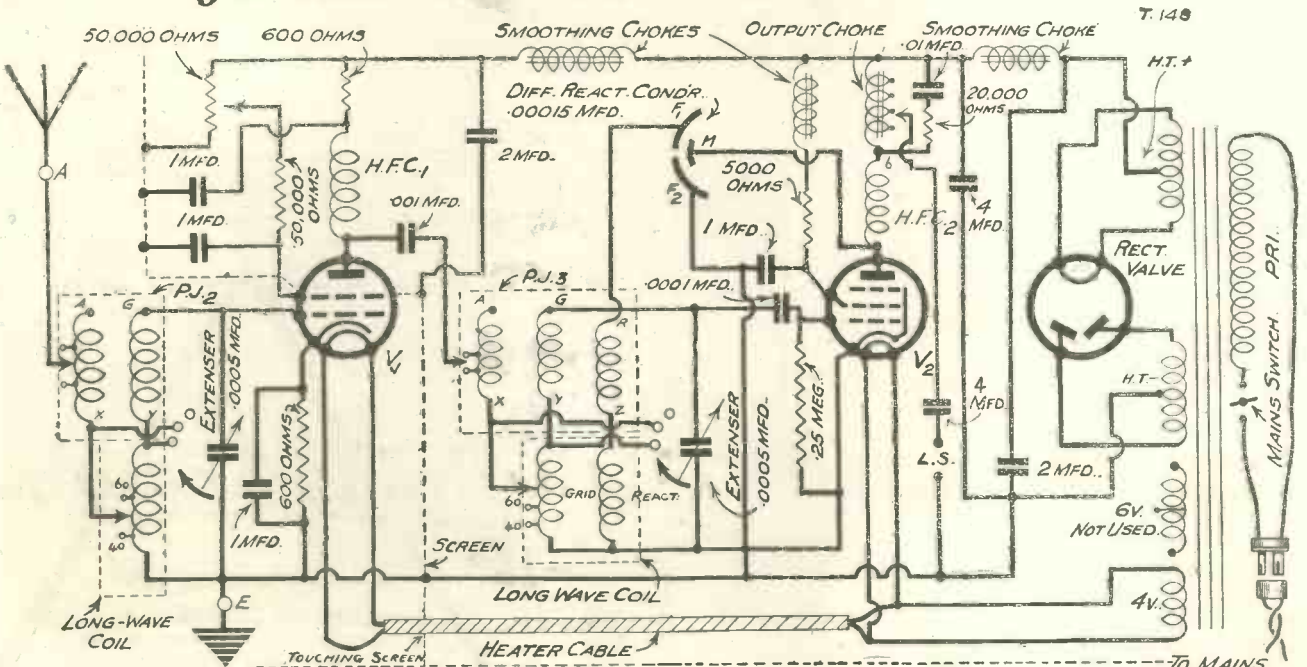 T.148
50,000 OHMS
600 OHMS
SMOOTHING CHOKES
OUTPUT CHOKE
SMOOTHING CHOKE
.01 MFD.
H.T.+
DIFF. REACT. COND'R.
.00015 MFD.
F1
M
F2
20,000
OHMS
A
1 MFD.
50,000
OHMS
H.F.C.1
2 MFD.
5000
OHMS
6
4
MFD.
1 MFD.
.001 MFD.
1 MFD.
H.F.C.2
RECT.
VALVE
P.J.2
P.J.3
.0001 MFD.
A
G
A
G
R
V1
V2
EXTENSER
.0005 MFD.
X
Y
X
Y
Z
600 OHMS
EXTENSER
.0005 MFD.
.25 MEG.
4
MFD.
L.S.
H.T.-
MAINS SWITCH
PRI.
2 MFD.
60
40
1 MFD.
60
40
GRID
REACT.
6V.
NOT USED.
SCREEN
LONG WAVE COIL
E
LONG-WAVE
COIL
4V.
TOUCHING SCREEN
HEATER CABLE
TO MAINS